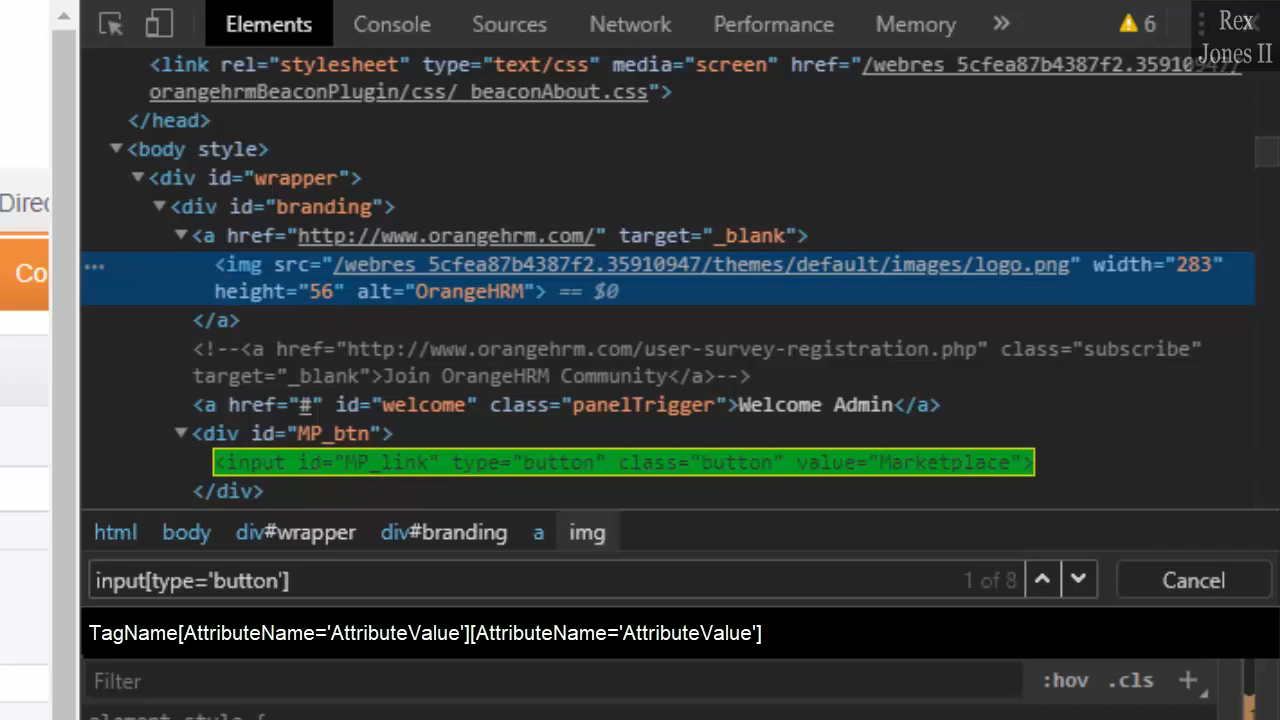 Elements Console Sources Network Performance Memory » 6 Rex
Jones II
<link rel="stylesheet" type="text/css" media="screen" href="/webres_5cfea87b4387f2.35910947/
orangehrmBeaconPlugin/css/_beaconAbout.css">
</head>
<body style>
<div id="wrapper">
Direc
<div id="branding">
<a href="http://www.orangehrm.com/" target="_blank">
Co
<img src="/webres_5cfea87b4387f2.35910947/themes/default/images/logo.png" width="283"
height="56" alt="OrangeHRM"> == $0
</a>
<!--<a href="http://www.orangehrm.com/user-survey-registration.php" class="subscribe"
target="_blank">Join OrangeHRM Community</a>-->
<a href="#" id="welcome" class="panelTrigger">Welcome Admin</a>
<div id="MP_btn">
<input id="MP_link" type="button" class="button" value="Marketplace">
</div>
html body div#wrapper div#branding a img
input[type='button'] 1 of 8 Cancel
TagName[AttributeName='AttributeValue'][AttributeName='AttributeValue']
Filter :hov .cls +
element.style {